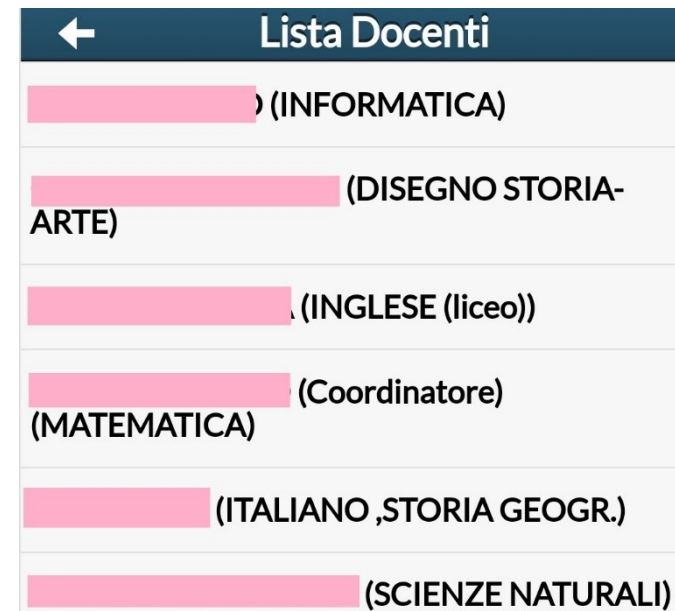 Lista Docenti
(INFORMATICA)
(DISEGNO STORIA-
ARTE)
(INGLESE (liceo))
(Coordinatore)
(MATEMATICA)
(ITALIANO ,STORIA GEOGR.)
(SCIENZE NATURALI)